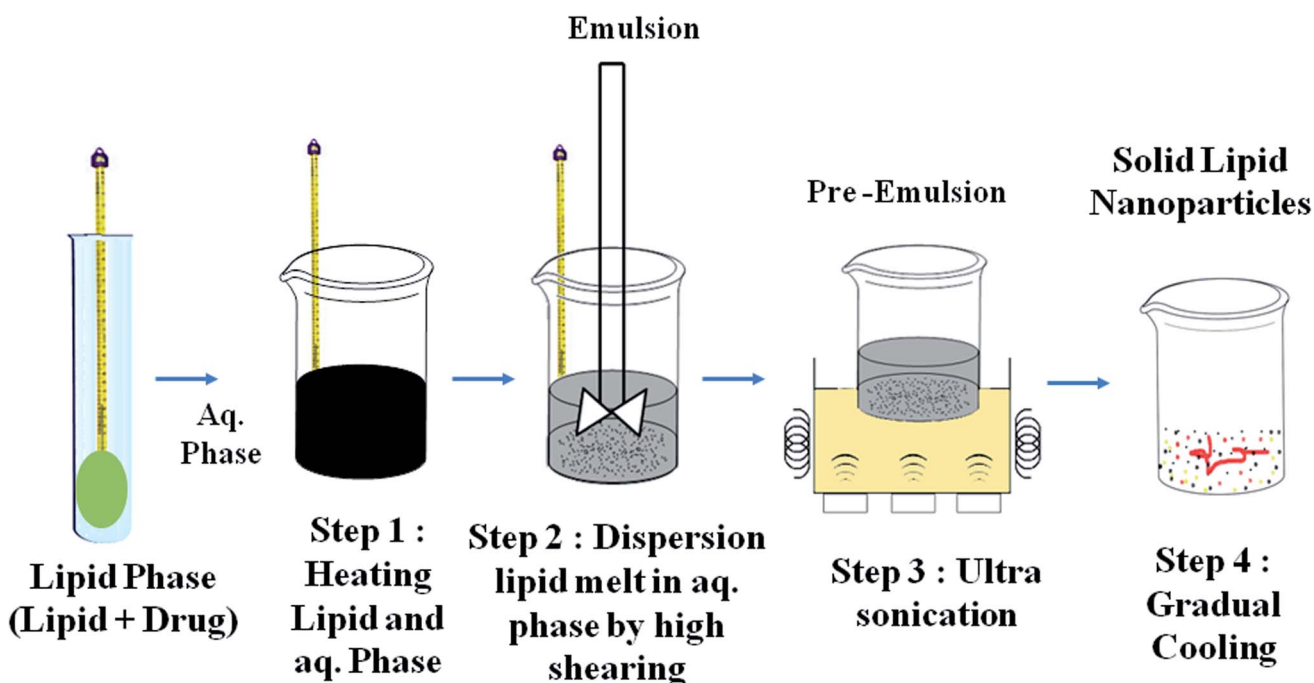 Emulsion
Solid Lipid
Nanoparticles
Pre -Emulsion
Aq.
Phase
Lipid Phase
(Lipid + Drug)
Step 1 :
Heating
Lipid and
aq. Phase
Step 2 : Dispersion
lipid melt in aq.
phase by high
shearing
Step 3 : Ultra
sonication
Step 4 :
Gradual
Cooling